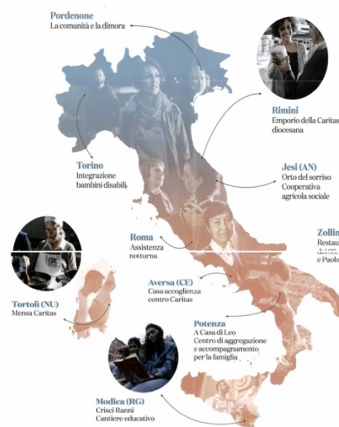 Pordenone
La comunità e la dimora
Rimini
Emporio della Caritas
diocesana
Torino
Integrazione
bambini disabili,
Jesi (AN)
Orto del sorriso
Cooperativa
agricola sociale
Roma
Assistenza
notturna
Zollin
Restau
e Paolo
Aversa (CE)
Casa accoglienza
centro Caritas
Tortolì (NU)
Mensa Caritas
Potenza
A Casa di Leo
Centro di aggregazione
e accompagnamento
per la famiglia
Modica (RG)
Crisci Ranni
Cantiere educativo